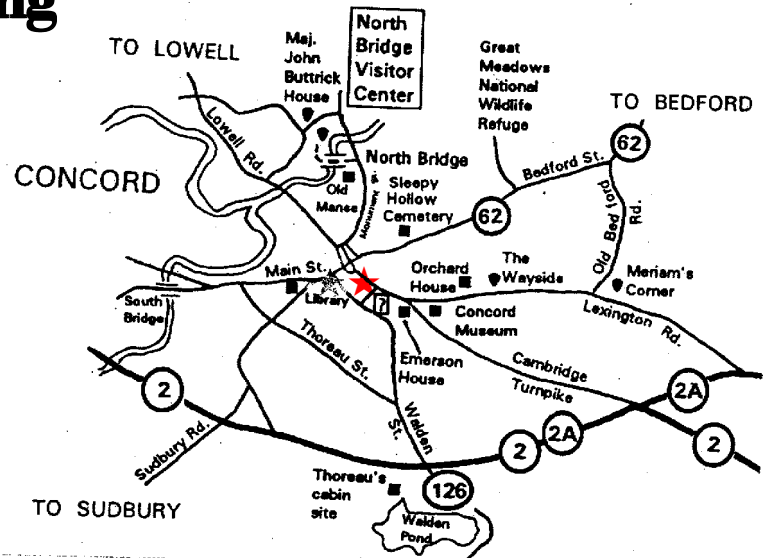 ng
TO LOWELL
Maj.
John
Buttrick
House
North
Bridge
Visitor
Center
Great
Meadows
National
Wildlife
Refuge
TO BEDFORD
62
Lowell Rd.
CONCORD
North Bridge
Old
Manse
Monument St.
Sleepy
Hollow
Cemetery
62
Bedford St.
Old Bedford
Rd.
Main St.
Library
South
Bridge
?
Orchard
House
The
Wayside
Meriam's
Corner
Concord
Museum
Lexington Rd.
Emerson
House
Thoreau St.
Cambridge
Turnpike
Walden
St.
2
2A
2A
2
2
Sudbury Rd.
TO SUDBURY
Thoreau's
cabin
site
126
Walden
Pond